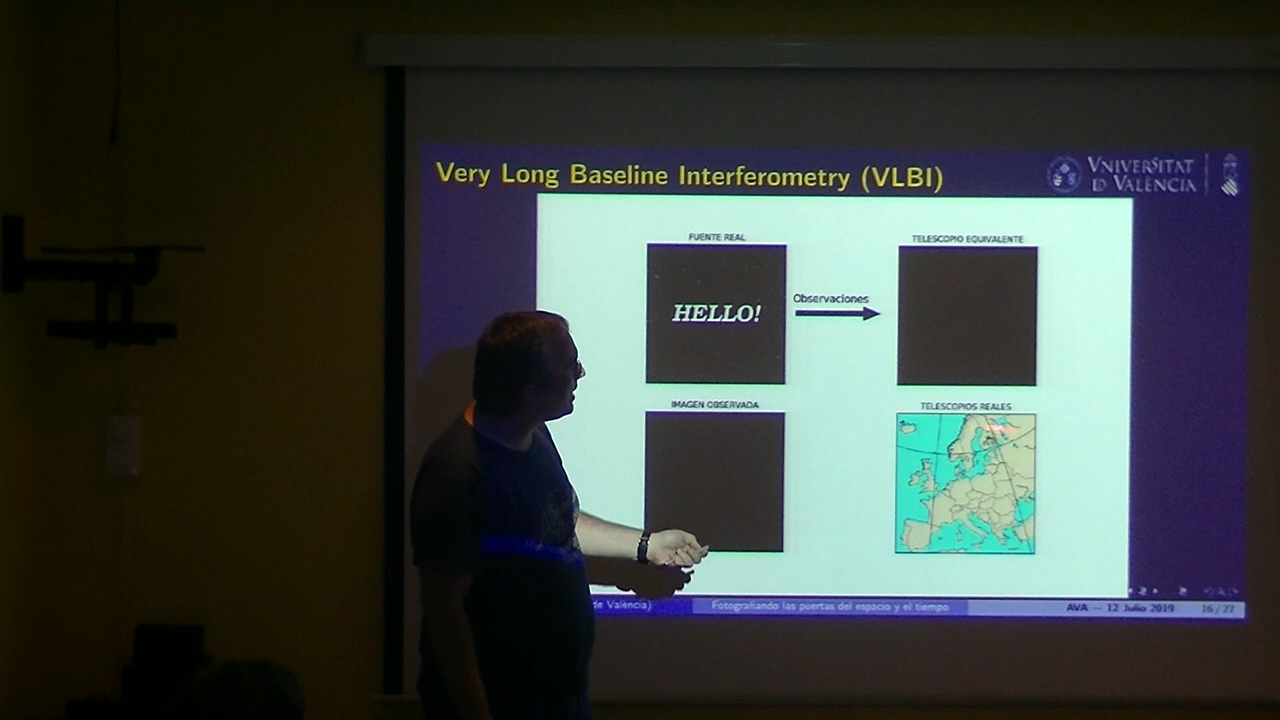 Very Long Baseline Interferometry (VLBI)
VNIVERSITAT
ID VALÈNCIA
FUENTE REAL
TELESCOPIO EQUIVALENTE
HELLO!
Observaciones
IMAGEN OBSERVADA
TELESCOPIOS REALES
de València)
Fotografiando las puertas del espacio y el tiempo
AVA — 12 Julio 2019
16 / 27